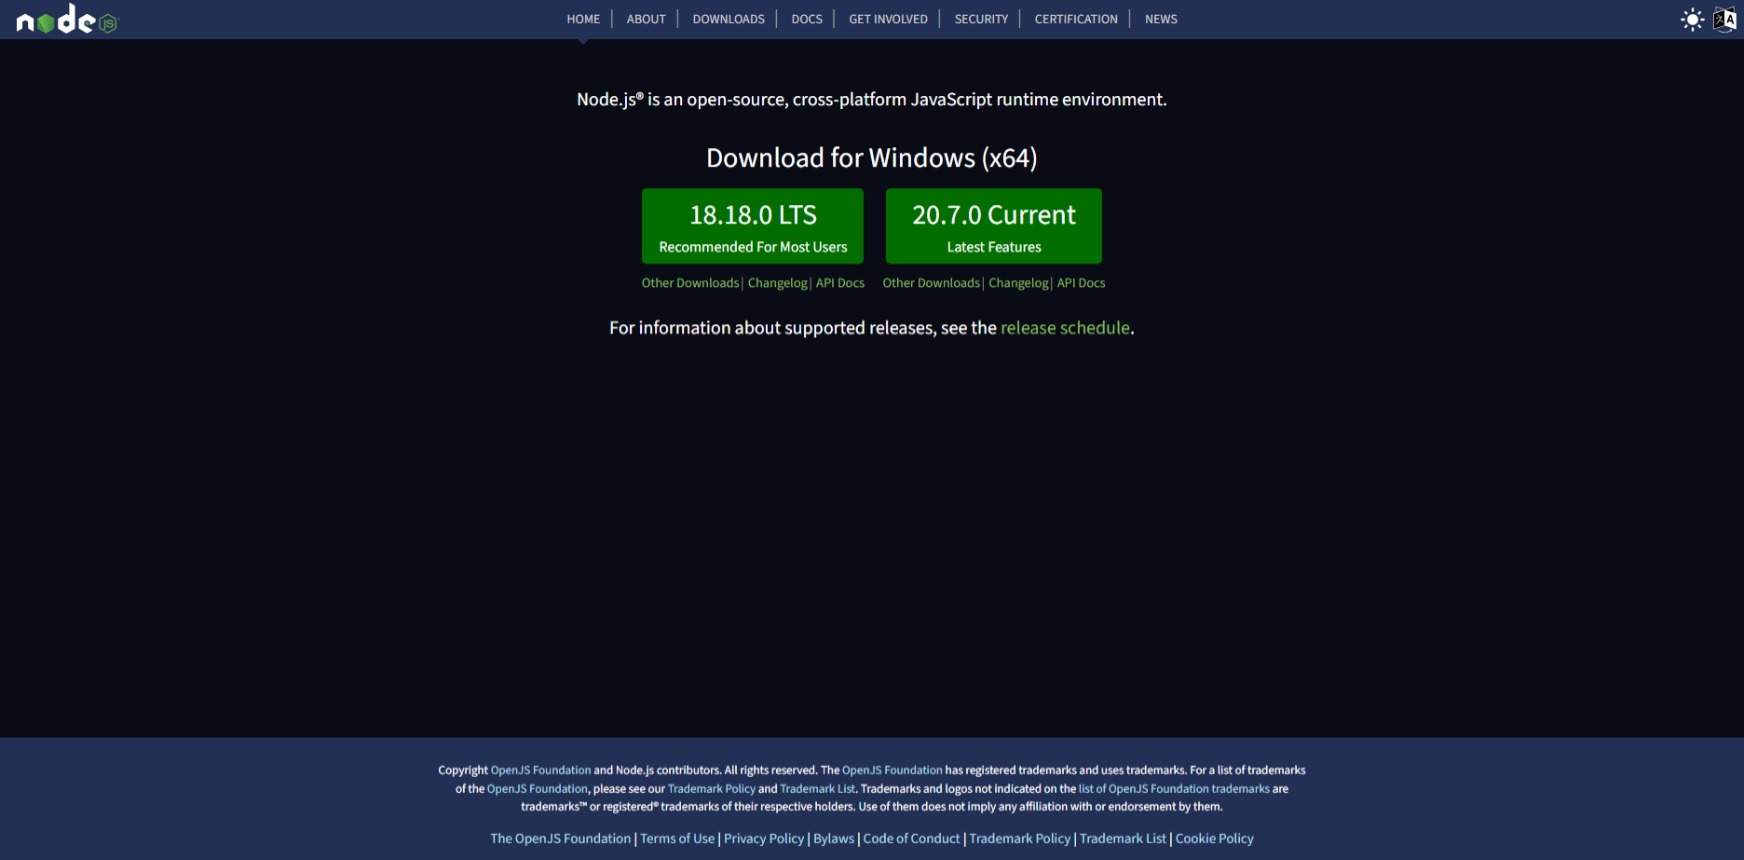 node JS
HOME | ABOUT | DOWNLOADS | DOCS | GET INVOLVED | SECURITY | CERTIFICATION | NEWS
Node.js® is an open-source, cross-platform JavaScript runtime environment.
Download for Windows (x64)
18.18.0 LTS
Recommended For Most Users
20.7.0 Current
Latest Features
Other Downloads | Changelog | API Docs
Other Downloads | Changelog | API Docs
For information about supported releases, see the release schedule.
Copyright OpenJS Foundation and Node.js contributors. All rights reserved. The OpenJS Foundation has registered trademarks and uses trademarks. For a list of trademarks
of the OpenJS Foundation, please see our Trademark Policy and Trademark List. Trademarks and logos not indicated on the list of OpenJS Foundation trademarks are
trademarks™ or registered® trademarks of their respective holders. Use of them does not imply any affiliation with or endorsement by them.
The OpenJS Foundation | Terms of Use | Privacy Policy | Bylaws | Code of Conduct | Trademark Policy | Trademark List | Cookie Policy